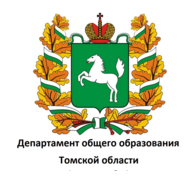 Департамент общего образования
Томской области